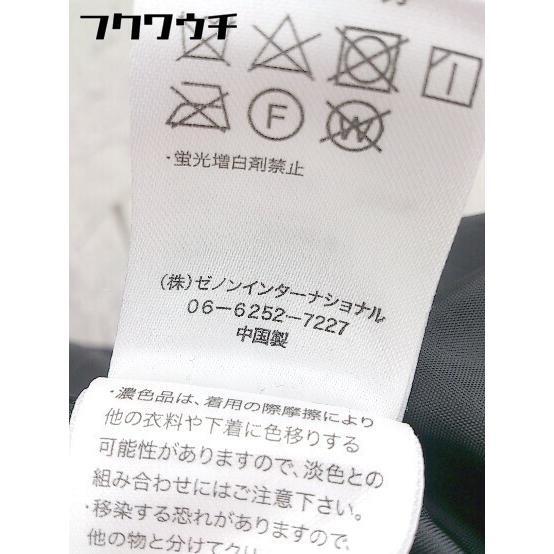 フクワウチ
F
W
・蛍光増白剤禁止
(株)ゼノンインターナショナル
06-6252-7227
中国製
・濃色品は、着用の際摩擦により
他の衣料や下着に色移りする
可能性がありますので、淡色との
組み合わせにはご注意下さい。
・移染する恐れがありますので、
他の物と分けてクリ